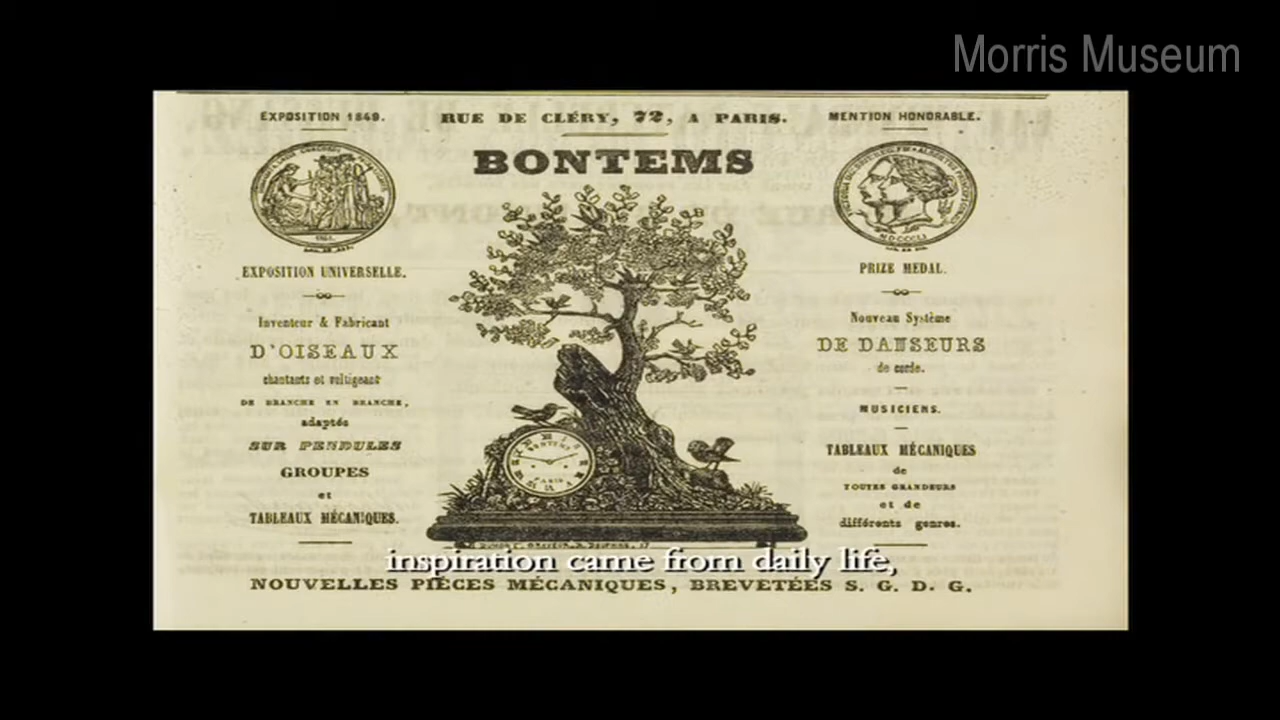 Morris Museum
EXPOSITION 1849.
RUE DE CLÉRY, 72, A PARIS.
MENTION HONORABLE.
BONTEMS
EXPOSITION UNIVERSELLE.
Inventeur & Fabricant
D'OISEAUX
chantants et voltigeant
DE BRANCHE EN BRANCHE,
adaptés
SUR PENDULES
GROUPES
et
TABLEAUX MÉCANIQUES.
BONTEMS
PARIS
MDCCCLI
PRIZE MEDAL.
Nouveau Système
DE DANSEURS
de corde.
MUSICIENS.
TABLEAUX MÉCANIQUES
de
TOUTES GRANDEURS
et de
différents genres.
inspiration came from daily life,
NOUVELLES PIÈCES MÉCANIQUES, BREVETÉES S. G. D. G.